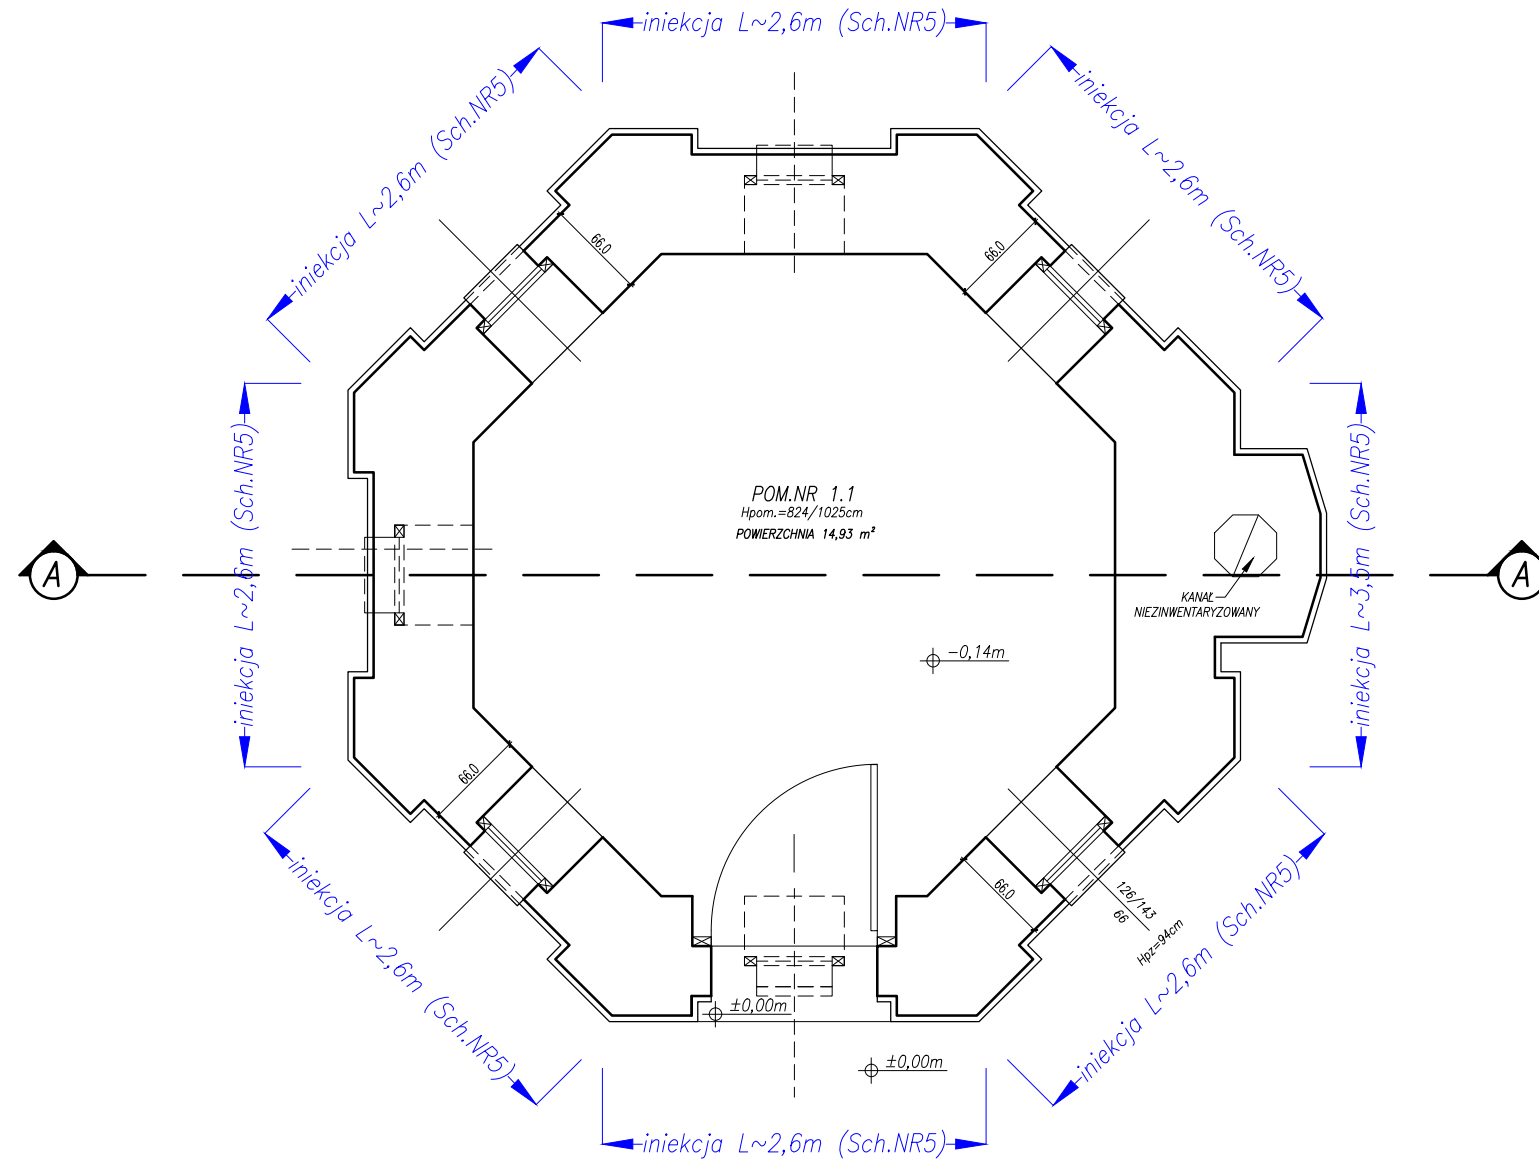 iniekcja L~2,6m (Sch.NR5)
iniekcja L~2,6m (Sch.NR5)
iniekcja L~2,6m (Sch.NR5)
66.0
66.0
iniekcja L~2,6m (Sch.NR5)
iniekcja L~3,5m (Sch.NR5)
POM.NR 1.1
Hpom.=824/1025cm
POWIERZCHNIA 14,93 m²
A
A
KANAŁ
NIEZINWENTARYZOWANY
-0,14m
66.0
66.0
126/143
66
Hpz=94cm
iniekcja L~2,6m (Sch.NR5)
iniekcja L~2,6m (Sch.NR5)
±0,00m
±0,00m
iniekcja L~2,6m (Sch.NR5)